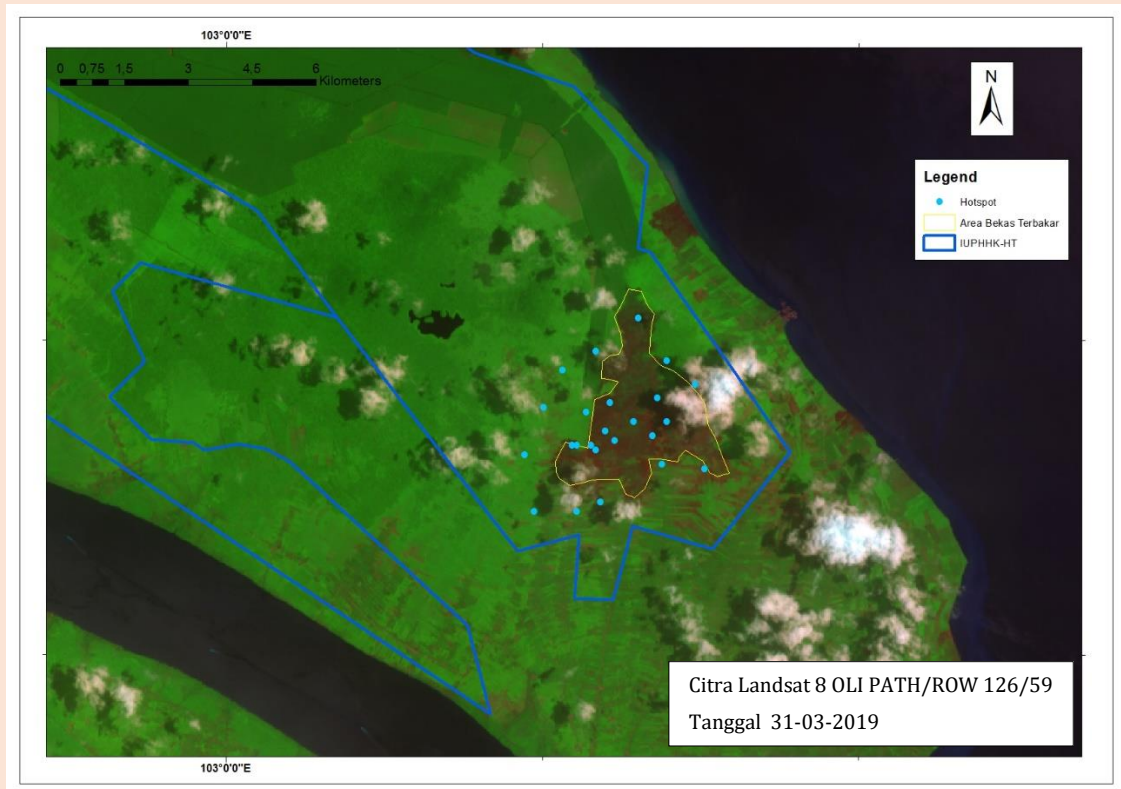 103°0'0"E
0 0,75 1,5 3 4,5 6
Kilometers
N
Legend
Hotspot
Area Bekas Terbakar
IUPHHK-HT
Citra Landsat 8 OLI PATH/ROW 126/59
Tanggal 31-03-2019
103°0'0"E